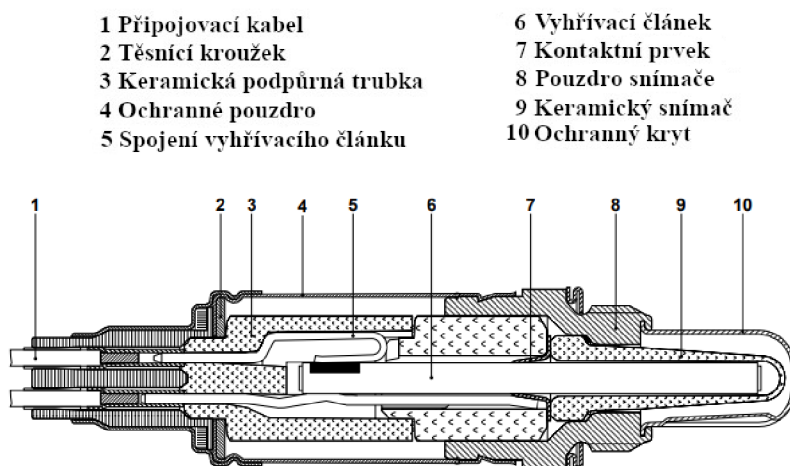 1 Připojovací kabel
2 Těsnící kroužek
3 Keramická podpůrná trubka
4 Ochranné pouzdro
5 Spojení vyhřívacího článku
6 Vyhřívací článek
7 Kontaktní prvek
8 Pouzdro snímače
9 Keramický snímač
10 Ochranný kryt
1 2 3 4 5 6 7 8 9 10